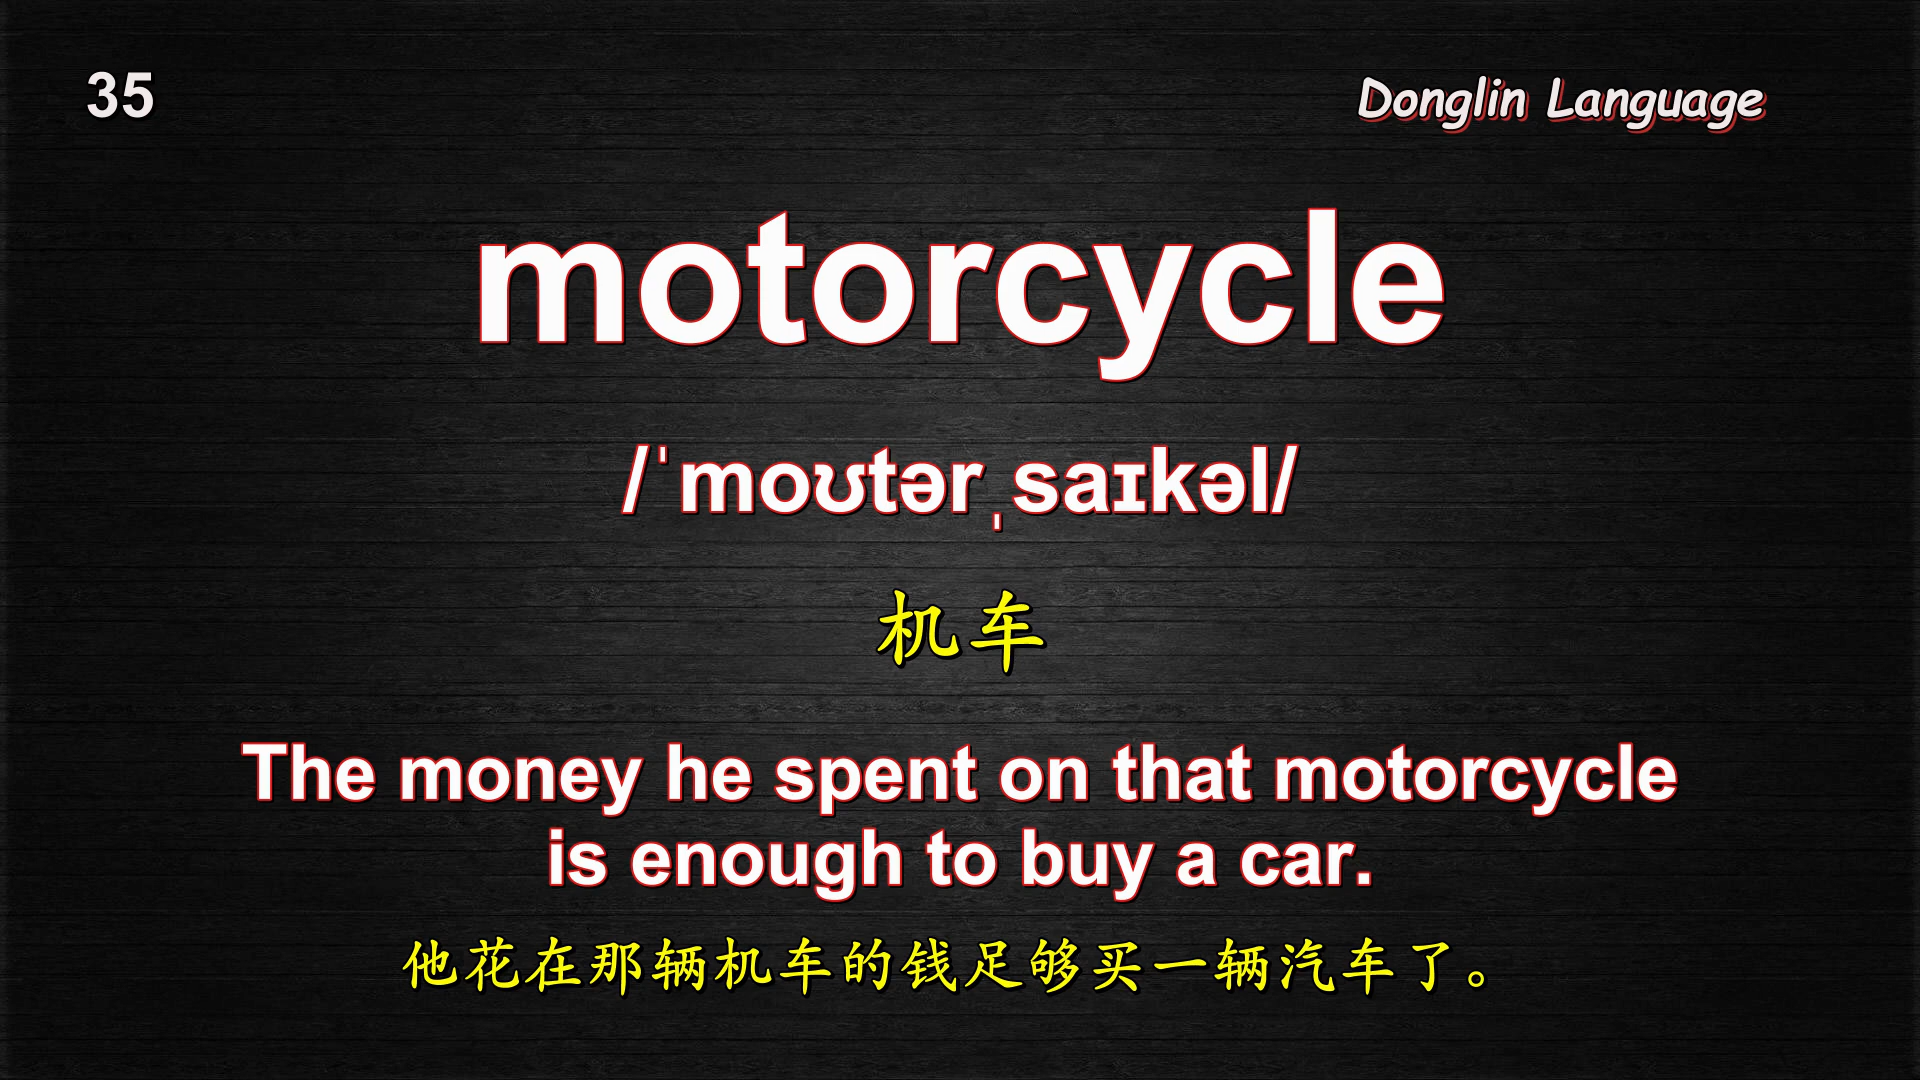 35
Donglin Language
motorcycle
/ˈmoʊtərˌsaɪkəl/
机车
The money he spent on that motorcycle
is enough to buy a car.
他花在那辆机车的钱足够买一辆汽车了。